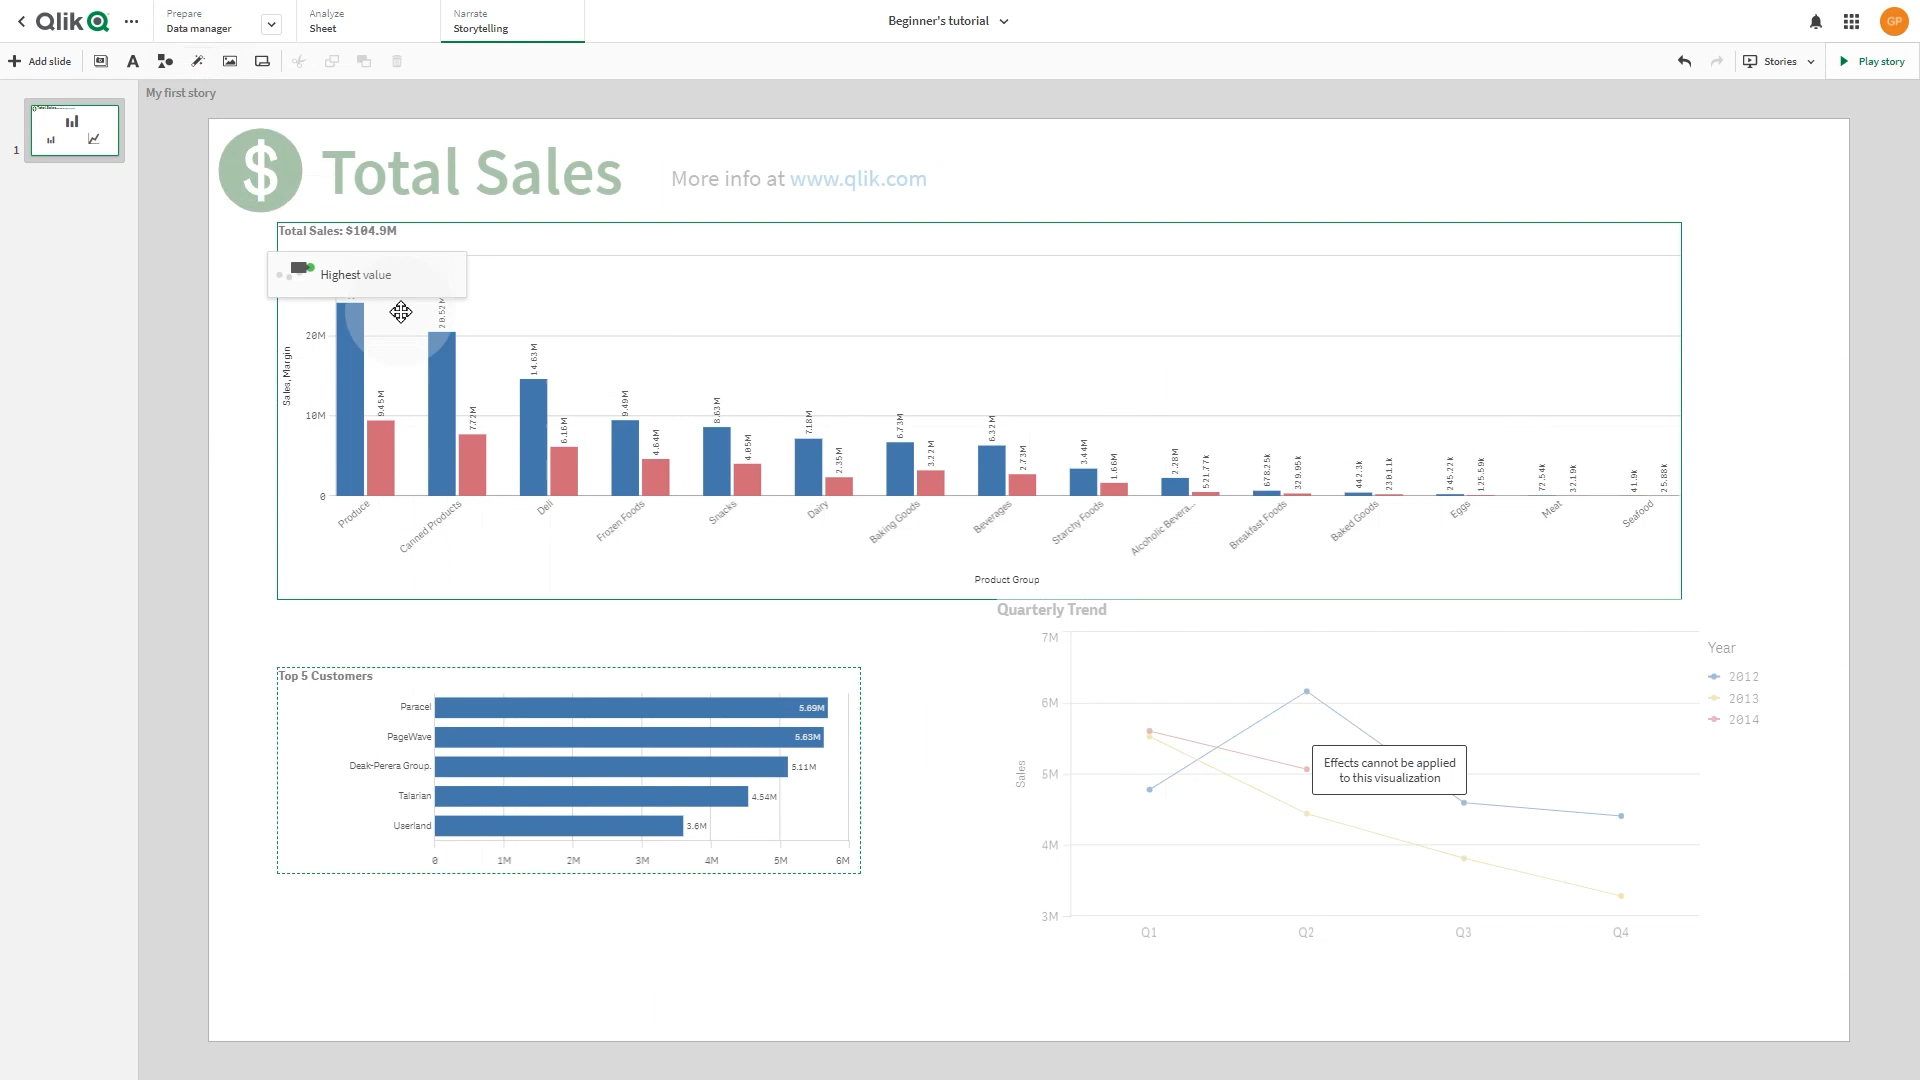 Qlik
Prepare
Data manager
Analyze
Sheet
Narrate
Storytelling
Beginner's tutorial
GP
Add slide
A
Stories
Play story
My first story
1
$ Total Sales
More info at www.qlik.com
Total Sales: $104.9M
Highest value
20.52M
14.63M
9.49M
8.63M
7.18M
6.73M
6.32M
3.44M
2.28M
678.25k
442.3k
245.22k
72.54k
41.9k
9.45M
7.72M
6.16M
4.64M
4.05M
2.35M
3.22M
2.73M
1.66M
521.77k
329.95k
230.11k
125.59k
32.19k
25.88k
Sales, Margin
20M
10M
0
Produce
Canned Products
Deli
Frozen Foods
Snacks
Dairy
Baking Goods
Beverages
Starchy Foods
Alcoholic Bevera...
Breakfast Foods
Baked Goods
Eggs
Meat
Seafood
Product Group
Top 5 Customers
Paracel
5.69M
PageWave
5.63M
Deak-Perera Group.
5.11M
Talarian
4.54M
Userland
3.6M
0
1M
2M
3M
4M
5M
6M
Quarterly Trend
7M
6M
5M
4M
3M
Sales
Q1
Q2
Q3
Q4
Year
2012
2013
2014
Effects cannot be applied
to this visualization